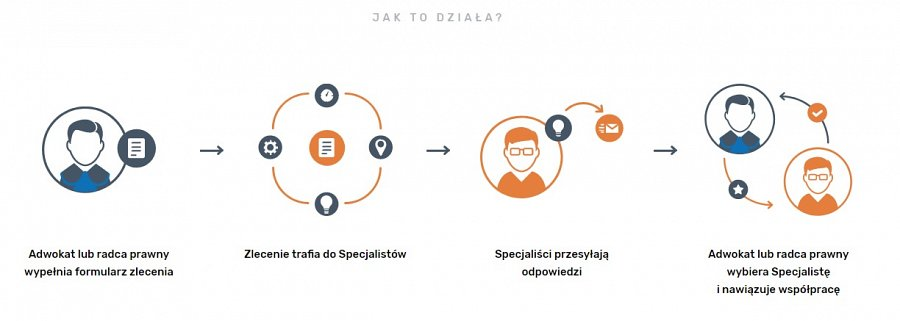 JAK TO DZIAŁA?
Adwokat lub radca prawny
wypełnia formularz zlecenia
Zlecenie trafia do Specjalistów
Specjaliści przesyłają
odpowiedzi
Adwokat lub radca prawny
wybiera Specjalistę
i nawiązuje współpracę